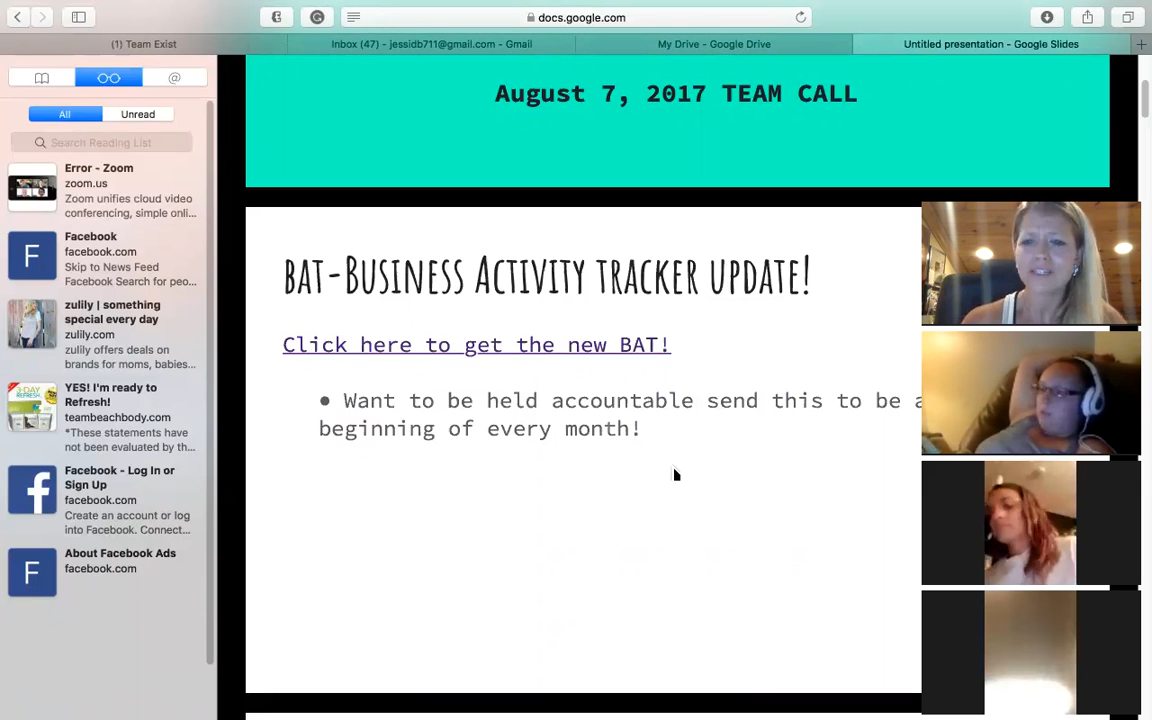 docs.google.com
(1) Team Exist
Inbox (47) - jessidb711@gmail.com - Gmail
My Drive - Google Drive
Untitled presentation - Google Slides
All
Unread
Search Reading List
Error - Zoom
zoom.us
Zoom unifies cloud video
conferencing, simple onli...
F
Facebook
facebook.com
Skip to News Feed
Facebook Search for peo...
zulily | something
special every day
zulily.com
zulily offers deals on
brands for moms, babies...
3-DAY
REFRESH
YES! I'm ready to
Refresh!
teambeachbody.com
*These statements have
not been evaluated by th...
f
Facebook - Log In or
Sign Up
facebook.com
Create an account or log
into Facebook. Connect...
F
About Facebook Ads
facebook.com
August 7, 2017 TEAM CALL
BAT-BUSINESS ACTIVITY TRACKER UPDATE!
Click here to get the new BAT!
● Want to be held accountable send this to be a
beginning of every month!